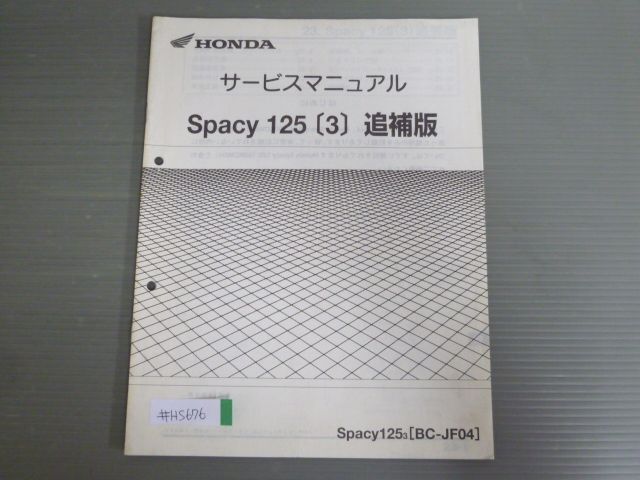 HONDA
サービスマニュアル
Spacy 125〔3〕追補版
#HS676
Spacy125₃[BC-JF04]